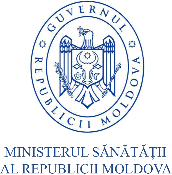 GUVERNUL
REPUBLICII MOLDOVA
MINISTERUL SĂNĂTĂȚII
AL REPUBLICII MOLDOVA